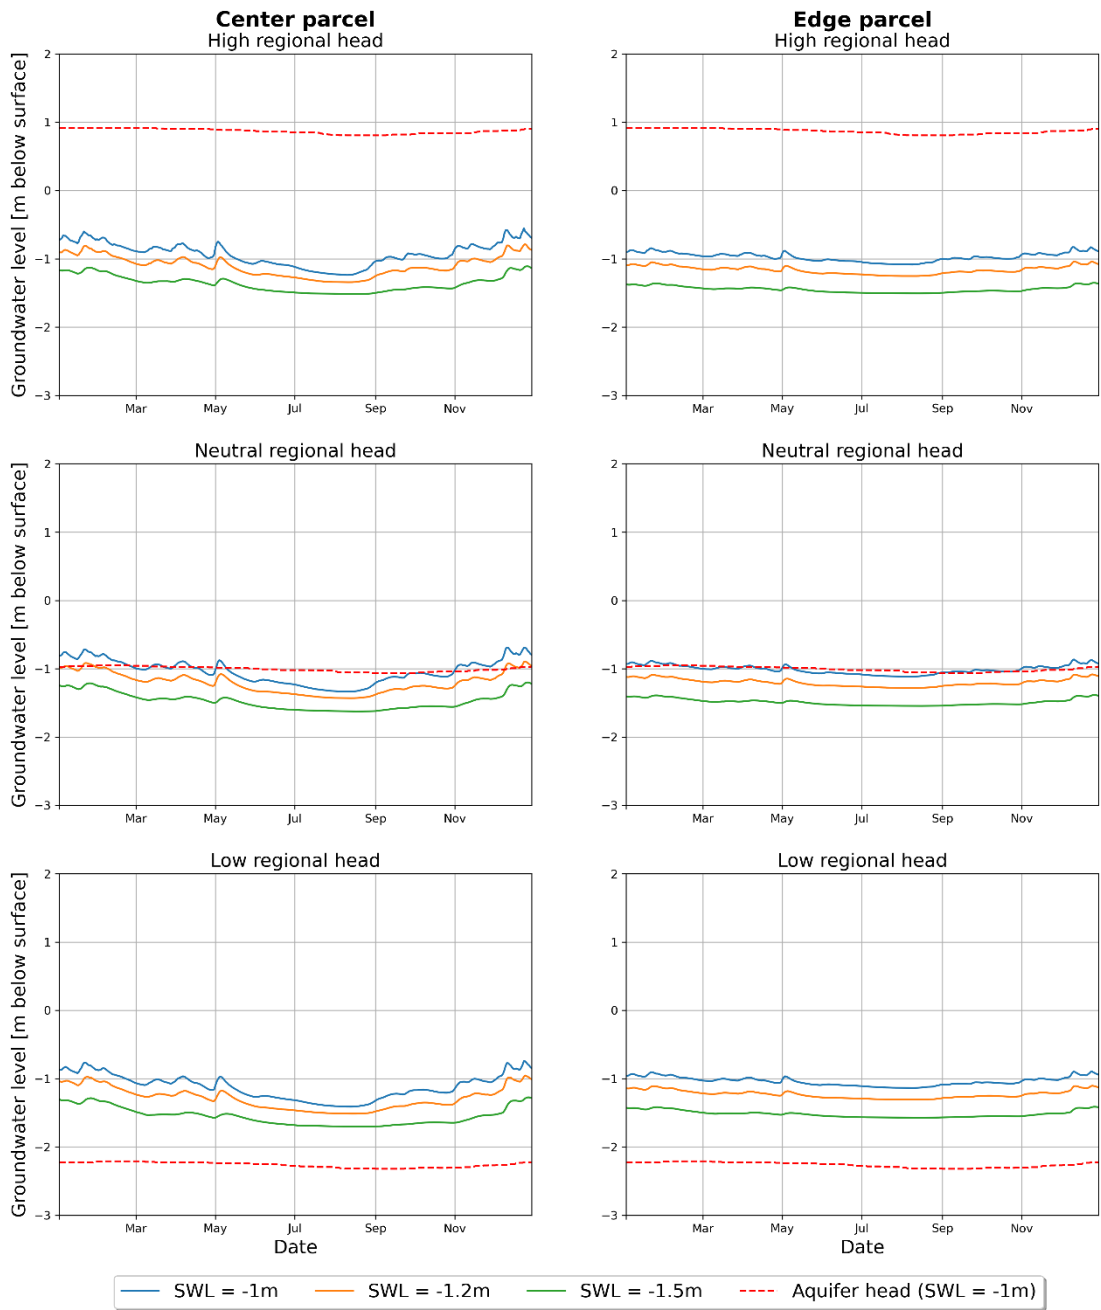 Center parcel
High regional head
Edge parcel
High regional head
Groundwater level [m below surface]
2
1
0
−1
−2
−3
Mar May Jul Sep Nov
2
1
0
−1
−2
−3
Mar May Jul Sep Nov
Neutral regional head
Neutral regional head
Groundwater level [m below surface]
2
1
0
−1
−2
−3
Mar May Jul Sep Nov
2
1
0
−1
−2
−3
Mar May Jul Sep Nov
Low regional head
Low regional head
Groundwater level [m below surface]
2
1
0
−1
−2
−3
Mar May Jul Sep Nov
Date
2
1
0
−1
−2
−3
Mar May Jul Sep Nov
Date
SWL = -1m SWL = -1.2m SWL = -1.5m Aquifer head (SWL = -1m)